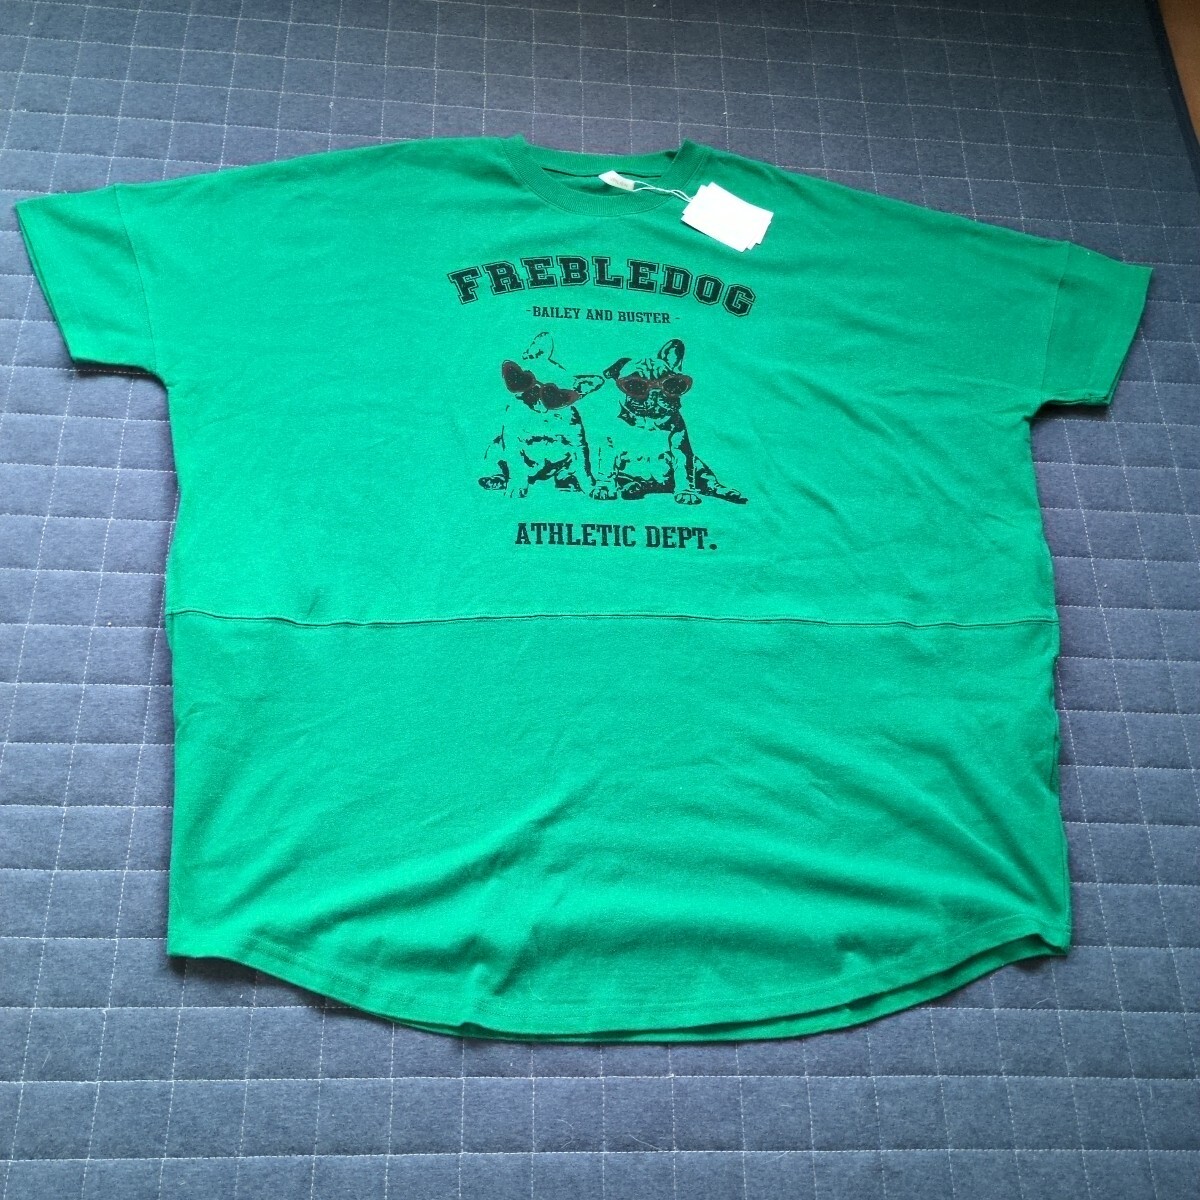 FREBLEDOG
-BAILEY AND BUSTER-
ATHLETIC DEPT.